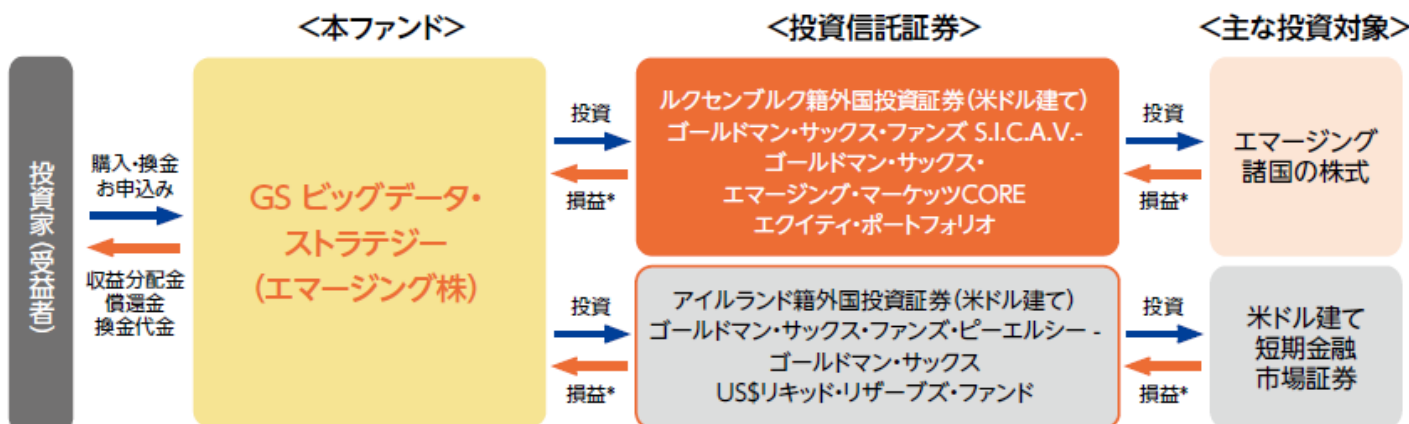 <本ファンド>
<投資信託証券>
<主な投資対象>
投資家(受益者)
購入・換金
お申込み
収益分配金
償還金
換金代金
GS ビッグデータ・
ストラテジー
(エマージング株)
投資
損益*
ルクセンブルク籍外国投資証券(米ドル建て)
ゴールドマン・サックス・ファンズ S.I.C.A.V.-
ゴールドマン・サックス・
エマージング・マーケッツCORE
エクイティ・ポートフォリオ
投資
損益*
エマージング
諸国の株式
投資
損益*
アイルランド籍外国投資証券(米ドル建て)
ゴールドマン・サックス・ファンズ・ピーエルシー -
ゴールドマン・サックス
US$リキッド・リザーブズ・ファンド
投資
損益*
米ドル建て
短期金融
市場証券